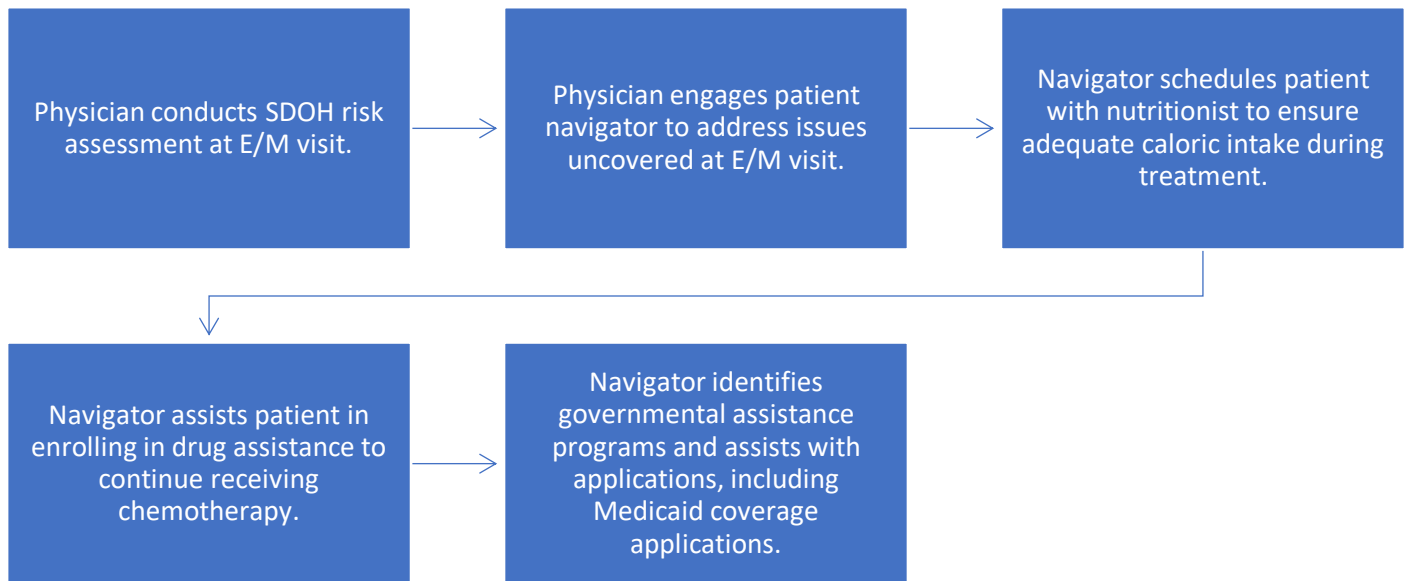 Physician conducts SDOH risk
assessment at E/M visit.
Physician engages patient
navigator to address issues
uncovered at E/M visit.
Navigator schedules patient
with nutritionist to ensure
adequate caloric intake during
treatment.
Navigator assists patient in
enrolling in drug assistance to
continue receiving
chemotherapy.
Navigator identifies
governmental assistance
programs and assists with
applications, including
Medicaid coverage
applications.